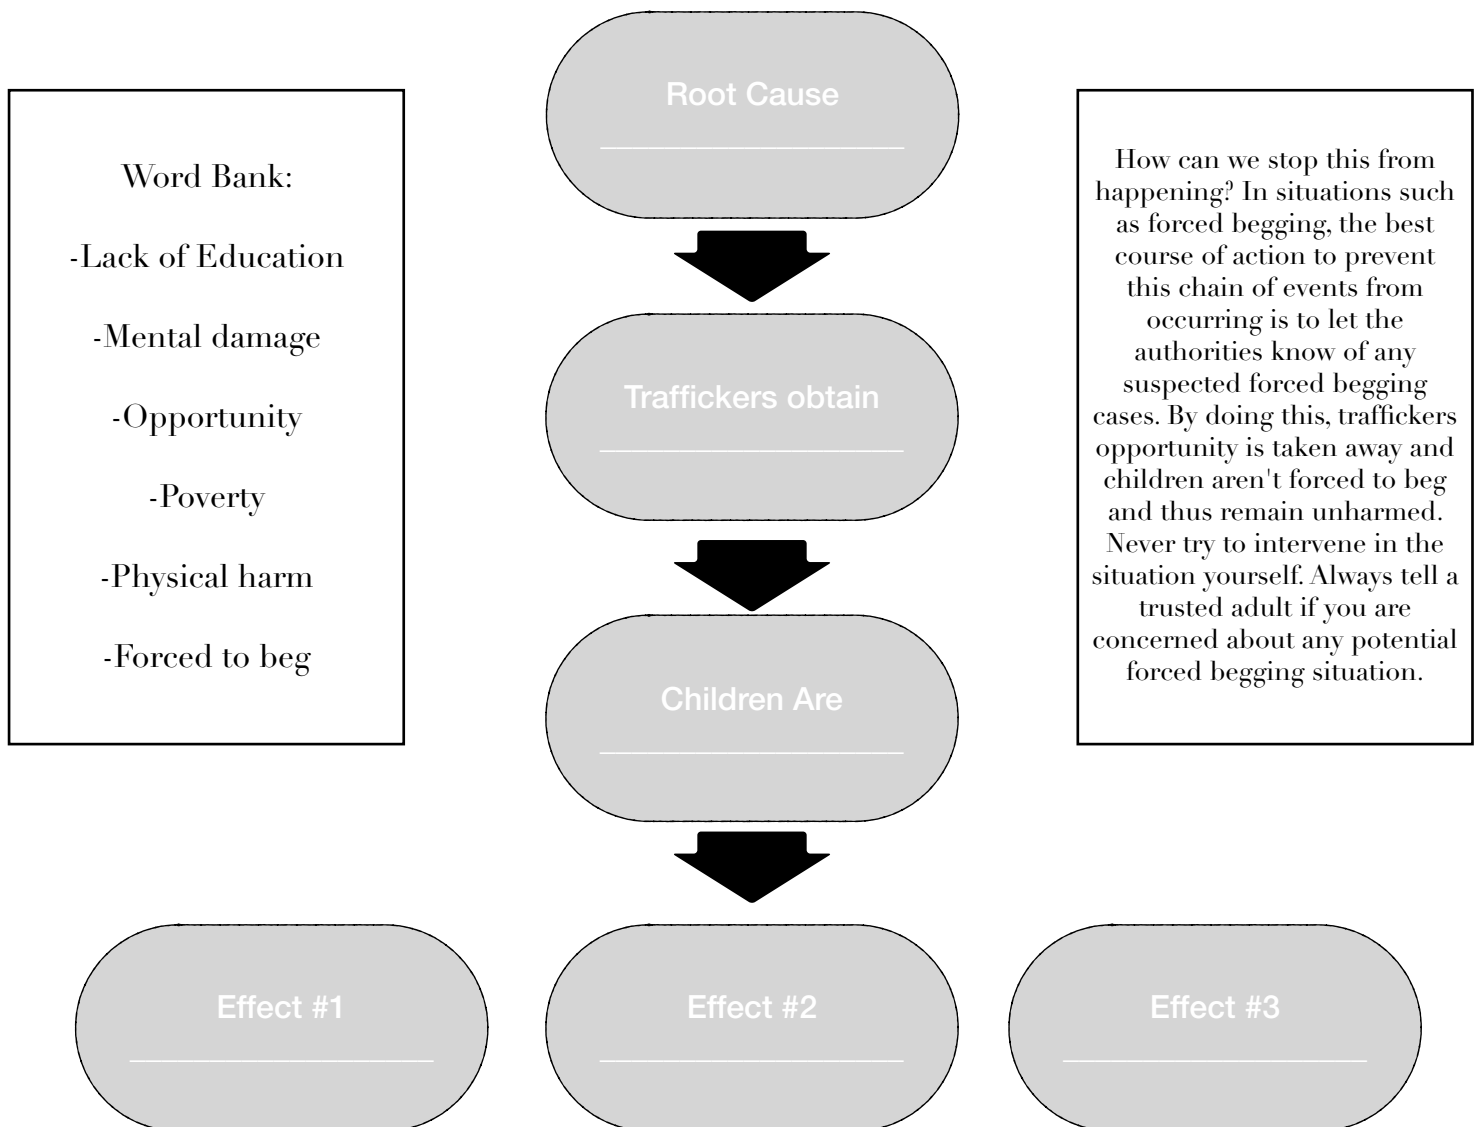 Root Cause
Word Bank:
-Lack of Education
-Mental damage
-Opportunity
-Poverty
-Physical harm
-Forced to beg
Traffickers obtain
Children Are
How can we stop this from
happening? In situations such
as forced begging, the best
course of action to prevent
this chain of events from
occurring is to let the
authorities know of any
suspected forced begging
cases. By doing this, traffickers
opportunity is taken away and
children aren't forced to beg
and thus remain unharmed.
Never try to intervene in the
situation yourself. Always tell a
trusted adult if you are
concerned about any potential
forced begging situation.
Effect #1
Effect #2
Effect #3